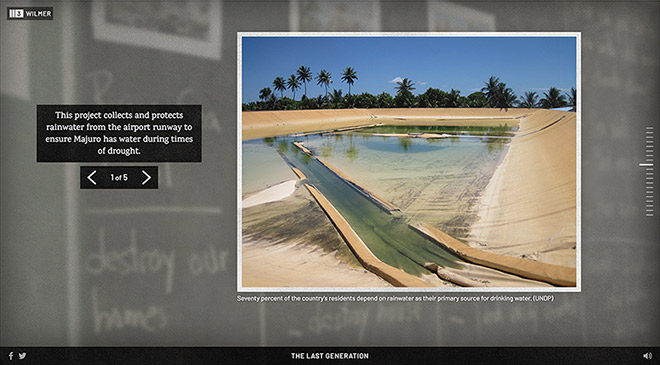 3 WILMER
This project collects and protects
rainwater from the airport runway to
ensure Majuro has water during times
of drought.
1 of 5
Seventy percent of the country's residents depend on rainwater as their primary source for drinking water. (UNDP)
destroy our
homes
THE LAST GENERATION